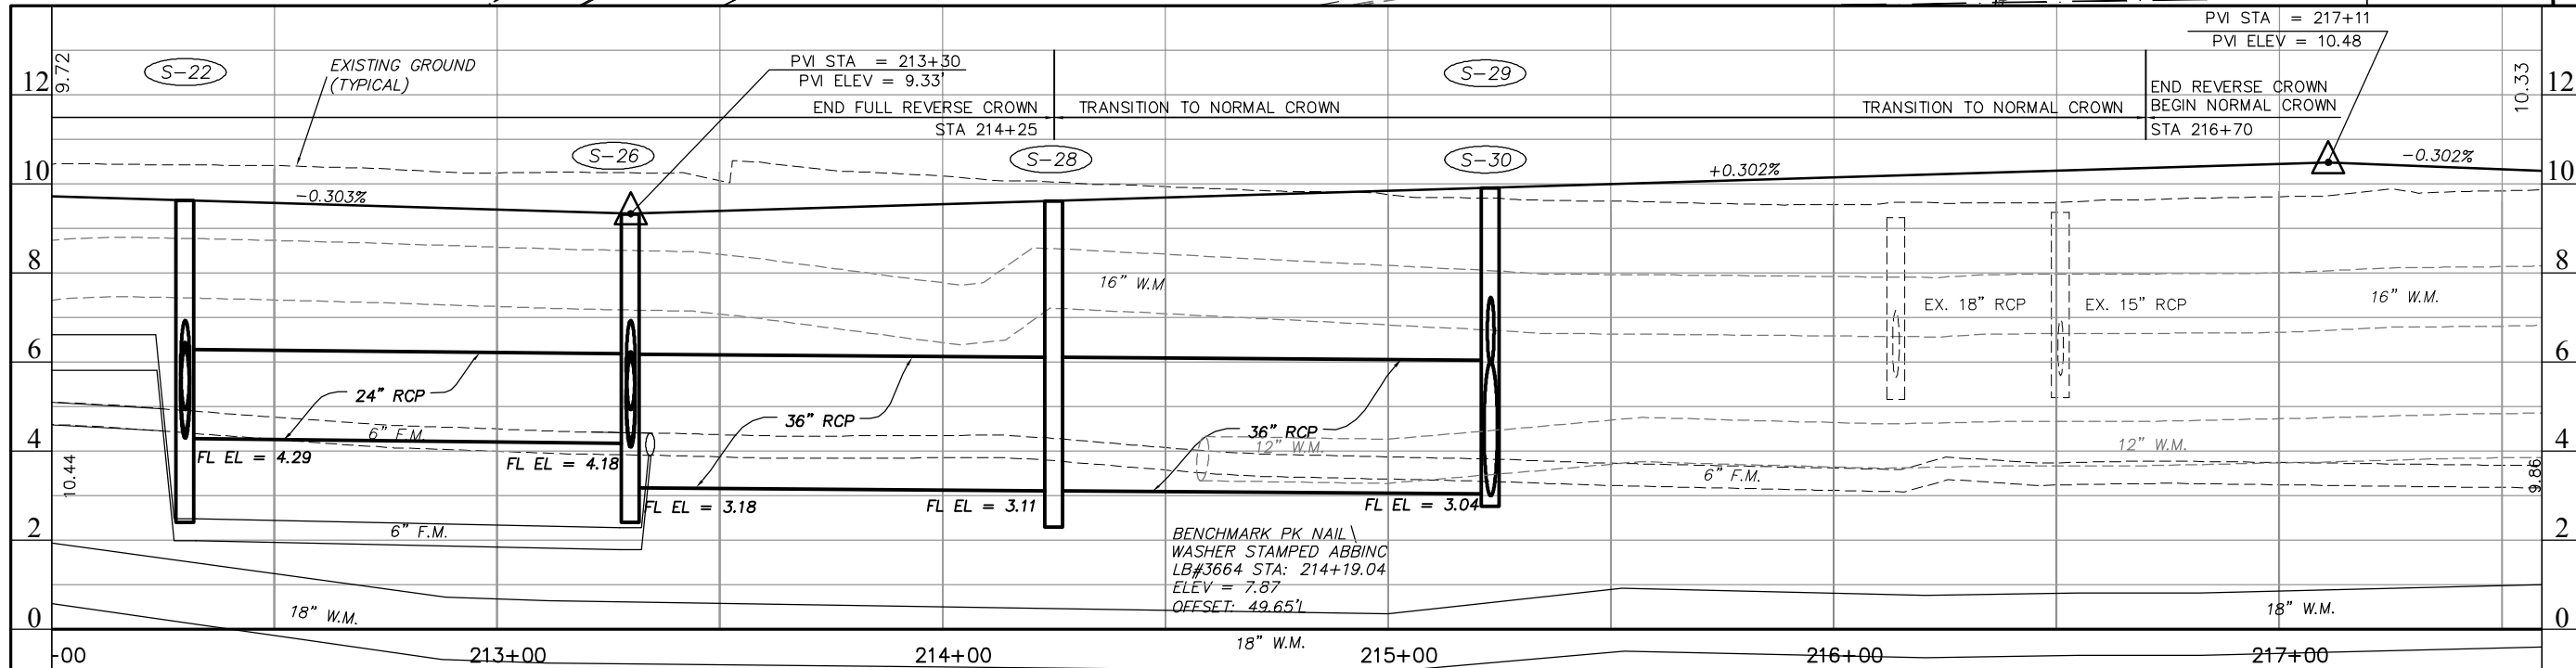 PVI STA = 217+11
PVI ELEV = 10.48
9.72
S-22
EXISTING GROUND
(TYPICAL)
PVI STA = 213+30
PVI ELEV = 9.33'
S-29
10.33
12
12
END FULL REVERSE CROWN
STA 214+25
TRANSITION TO NORMAL CROWN
TRANSITION TO NORMAL CROWN
END REVERSE CROWN
BEGIN NORMAL CROWN
STA 216+70
S-26
S-28
S-30
10
-0.303%
+0.302%
-0.302%
10
8
16" W.M
8
EX. 18" RCP
EX. 15" RCP
16" W.M.
6
6
24" RCP
36" RCP
36" RCP
4
6" F.M.
12" W.M.
12" W.M.
4
10.44
FL EL = 4.29
FL EL = 4.18
6" F.M.
9.86
FL EL = 3.18
FL EL = 3.11
FL EL = 3.04
2
6" F.M.
2
BENCHMARK PK NAIL\
WASHER STAMPED ABBINC
LB#3664 STA: 214+19.04
ELEV = 7.87
OFFSET: 49.65'L
0
18" W.M.
18" W.M.
18" W.M.
0
-00
213+00
214+00
215+00
216+00
217+00